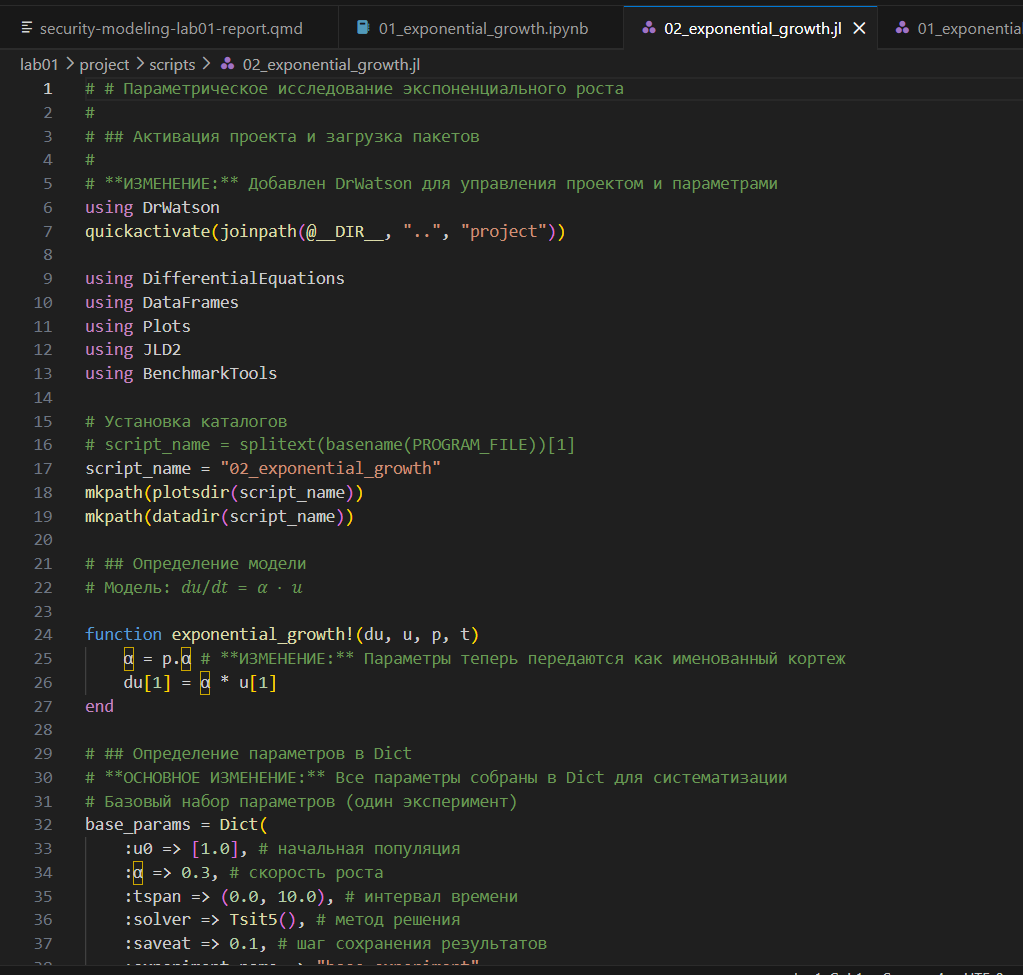 security-modeling-lab01-report.qmd
01_exponential_growth.ipynb
02_exponential_growth.jl
01_exponentia
lab01 > project > scripts > 02_exponential_growth.jl
1 # # Параметрическое исследование экспоненциального роста
2 #
3 # ## Активация проекта и загрузка пакетов
4 #
5 # **ИЗМЕНЕНИЕ:** Добавлен DrWatson для управления проектом и параметрами
6 using DrWatson
7 quickactivate(joinpath(@__DIR__, "..", "project"))
8
9 using DifferentialEquations
10 using DataFrames
11 using Plots
12 using JLD2
13 using BenchmarkTools
14
15 # Установка каталогов
16 # script_name = splitext(basename(PROGRAM_FILE))[1]
17 script_name = "02_exponential_growth"
18 mkpath(plotsdir(script_name))
19 mkpath(datadir(script_name))
20
21 # ## Определение модели
22 # Модель: du/dt = α · u
23
24 function exponential_growth!(du, u, p, t)
25 α = p.α # **ИЗМЕНЕНИЕ:** Параметры теперь передаются как именованный кортеж
26 du[1] = α * u[1]
27 end
28
29 # ## Определение параметров в Dict
30 # **ОСНОВНОЕ ИЗМЕНЕНИЕ:** Все параметры собраны в Dict для систематизации
31 # Базовый набор параметров (один эксперимент)
32 base_params = Dict(
33 :u0 => [1.0], # начальная популяция
34 :α => 0.3, # скорость роста
35 :tspan => (0.0, 10.0), # интервал времени
36 :solver => Tsit5(), # метод решения
37 :saveat => 0.1, # шаг сохранения результатов